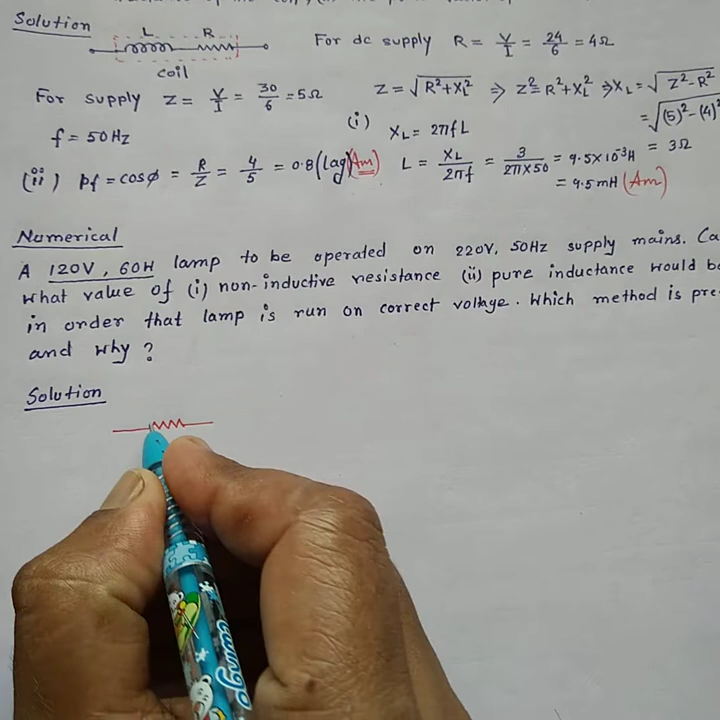 Solution
L R
coil
For dc supply R = V/I = 24/6 = 4Ω
For supply Z = V/I = 30/6 = 5Ω
Z = √(R²+X_L²) ⇒ Z² = R²+X_L² ⇒ X_L = √(Z²-R²)
= √((5)²-(4)²
= 3Ω
f = 50Hz
(i) X_L = 2πfL
L = X_L/2πf = 3/2π×50 = 9.5×10⁻³H
= 9.5mH (Ans)
(ii) pf = cosφ = R/Z = 4/5 = 0.8 (lag) (Ans)
Numerical
A 120V, 60W lamp to be operated on 220V, 50Hz supply mains. Ca
what value of (i) non-inductive resistance (ii) pure inductance would be
in order that lamp is run on correct voltage. Which method is pre
and why?
Solution
wingo